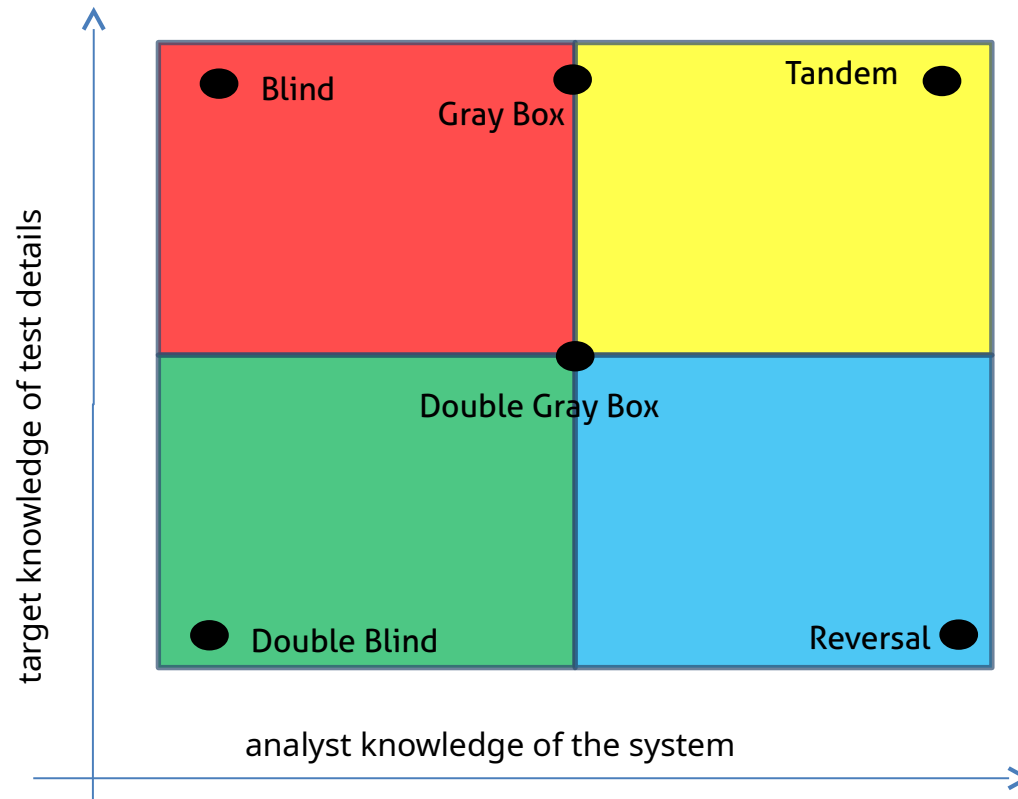 Blind
Gray Box
Tandem
target knowledge of test details
Double Gray Box
Double Blind
Reversal
analyst knowledge of the system